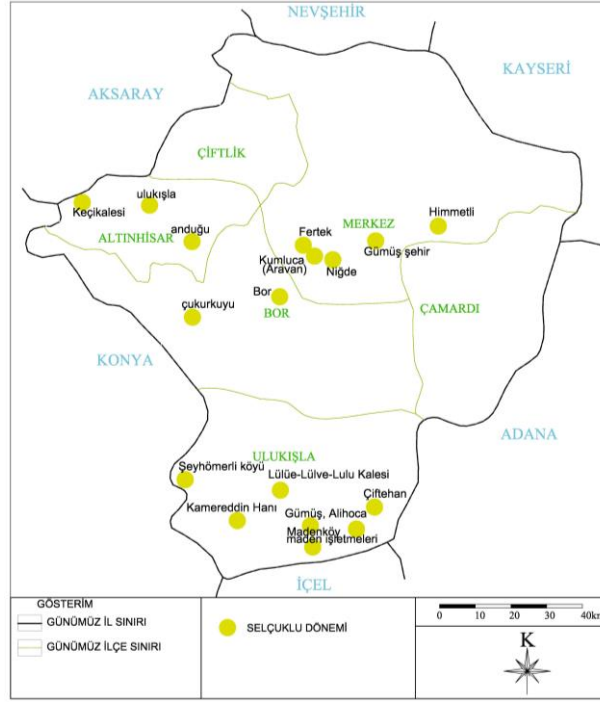 NEVŞEHİR
KAYSERİ
AKSARAY
ÇİFTLİK
ulukışla
Keçikalesi
Himmetli
MERKEZ
anduğu
Fertek
ALTINHİSAR
Gümüş şehir
Kumluca
(Aravan)
Niğde
Bor
çukurkuyu
BOR
ÇAMARDI
KONYA
ADANA
ULUKIŞLA
Şeyhömerli köyü
Lülüe-Lülve-Lulu Kalesi
Çiftehan
Kamereddin Hanı
Gümüş, Alihoca
Madenköy
maden işletmeleri
İÇEL
GÖSTERİM
GÜNÜMÜZ İL SINIRI
GÜNÜMÜZ İLÇE SINIRI
SELÇUKLU DÖNEMİ
0 10 20 30 40km
K